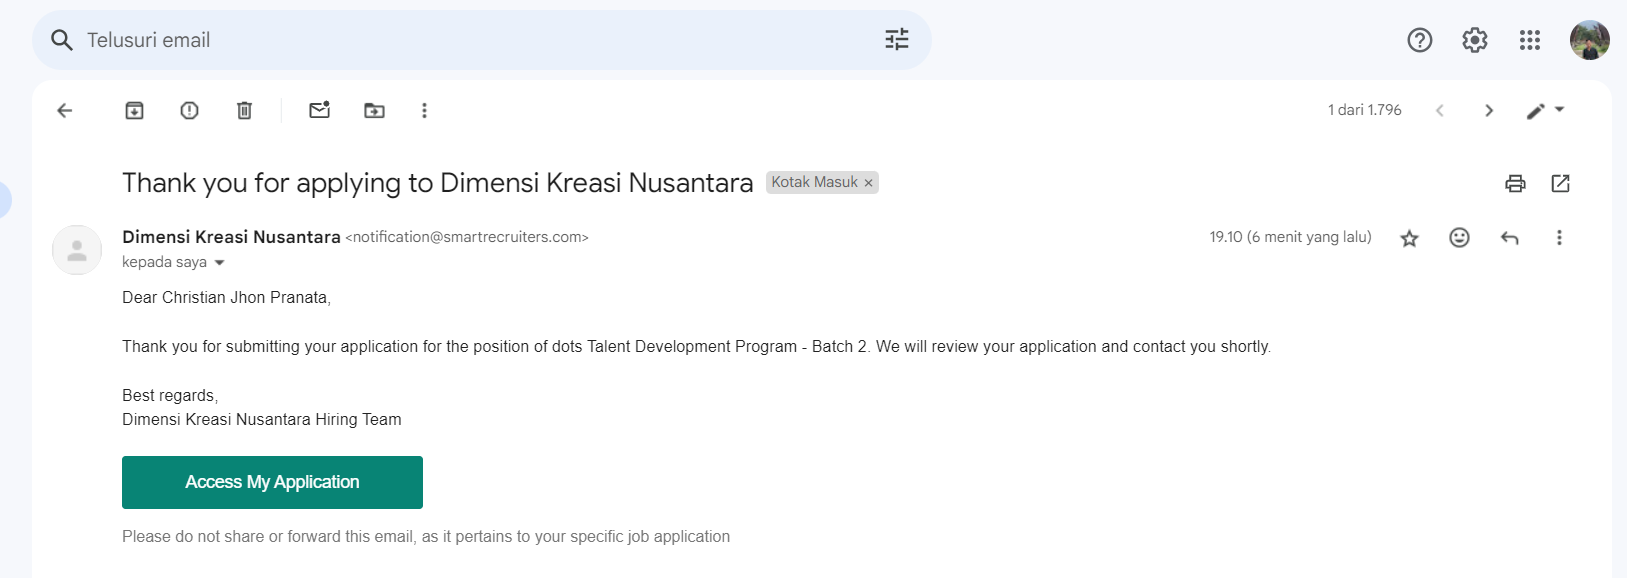 Telusuri email
1 dari 1.796
Thank you for applying to Dimensi Kreasi Nusantara Kotak Masuk ×
Dimensi Kreasi Nusantara <notification@smartrecruiters.com> 19.10 (6 menit yang lalu)
kepada saya
Dear Christian Jhon Pranata,
Thank you for submitting your application for the position of dots Talent Development Program - Batch 2. We will review your application and contact you shortly.
Best regards,
Dimensi Kreasi Nusantara Hiring Team
Access My Application
Please do not share or forward this email, as it pertains to your specific job application